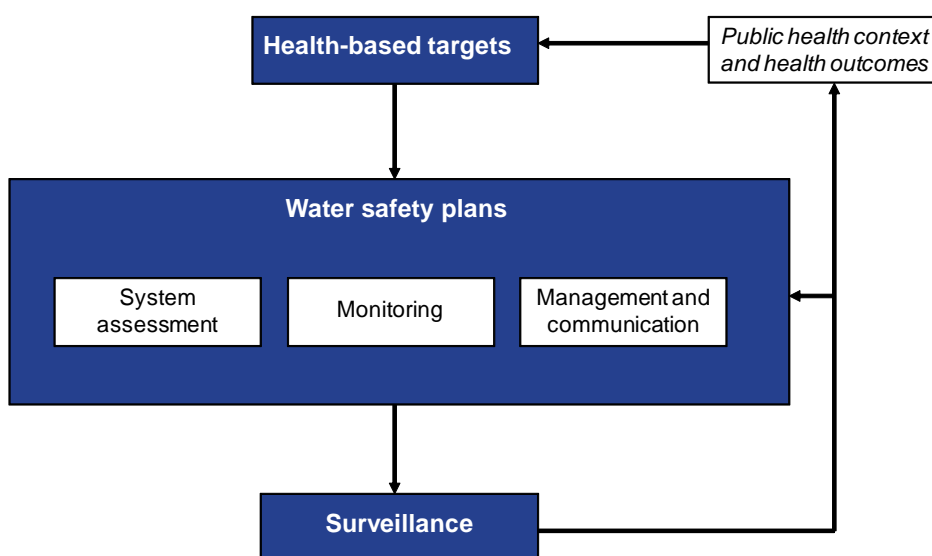 Health-based targets
Public health context
and health outcomes
Water safety plans
System
assessment
Monitoring
Management and
communication
Surveillance